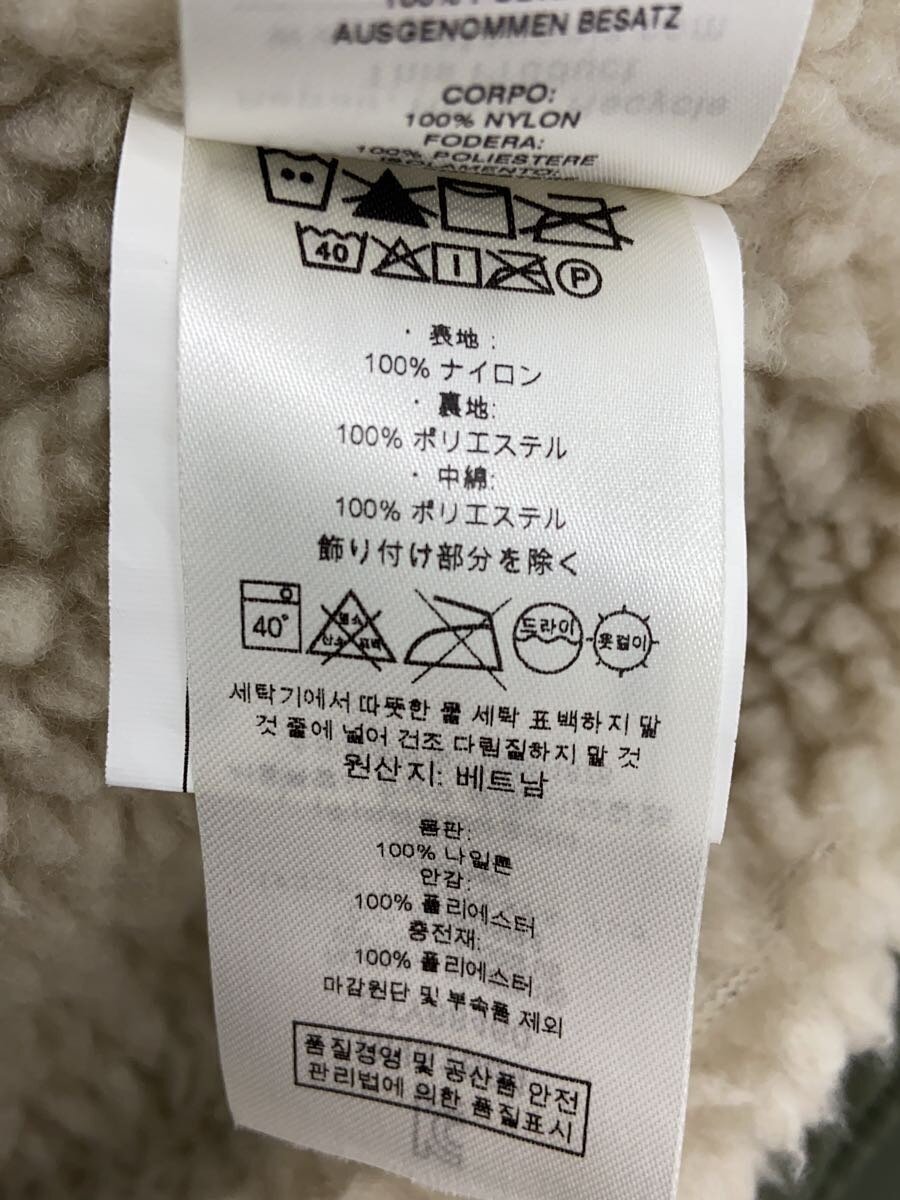 AUSGENOMMEN BESATZ
CORPO:
100% NYLON
FODERA:
100% POLIESTERE
40
I
P
・表地:
100% ナイロン
・裏地:
100% ポリエステル
・中綿:
100% ポリエステル
飾り付け部分を除く
40°
드라이
옷걸이
세탁기에서 따뜻한 물 세탁 표백하지 말
것 줄에 널어 건조 다림질하지 말 것
원산지: 베트남
몸판:
100% 나일론
안감:
100% 폴리에스터
충전재:
100% 폴리에스터
마감원단 및 부속품 제외
품질경영 및 공산품 안전
관리법에 의한 품질표시